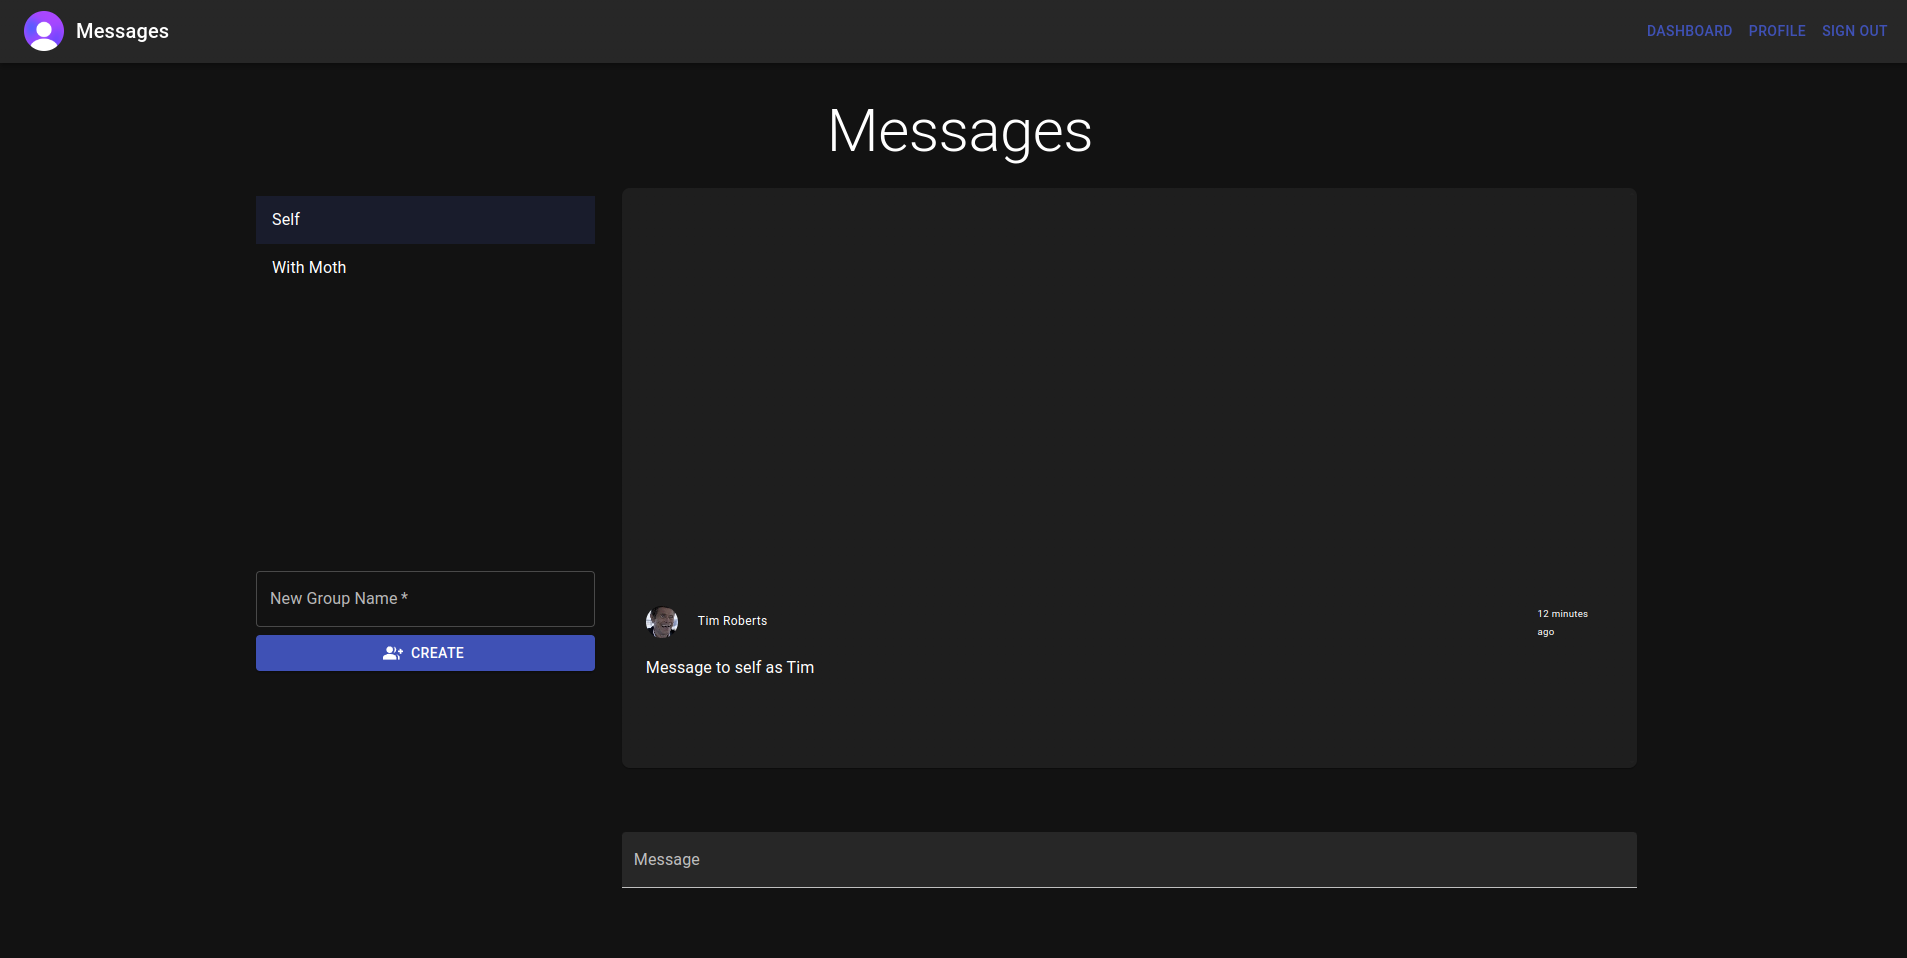 Messages
DASHBOARD PROFILE SIGN OUT
Messages
Self
With Moth
New Group Name *
CREATE
Tim Roberts
12 minutes
ago
Message to self as Tim
Message